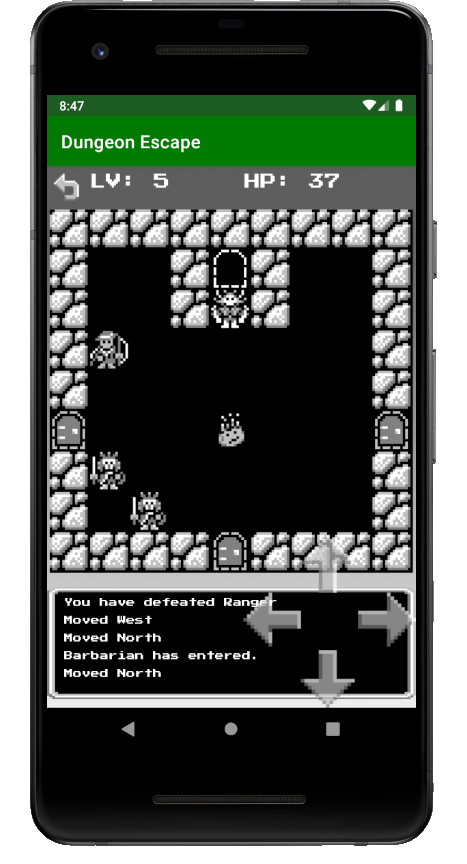 8:47
Dungeon Escape
LV: 5 HP: 37
You have defeated Ranger
Moved West
Moved North
Barbarian has entered.
Moved North